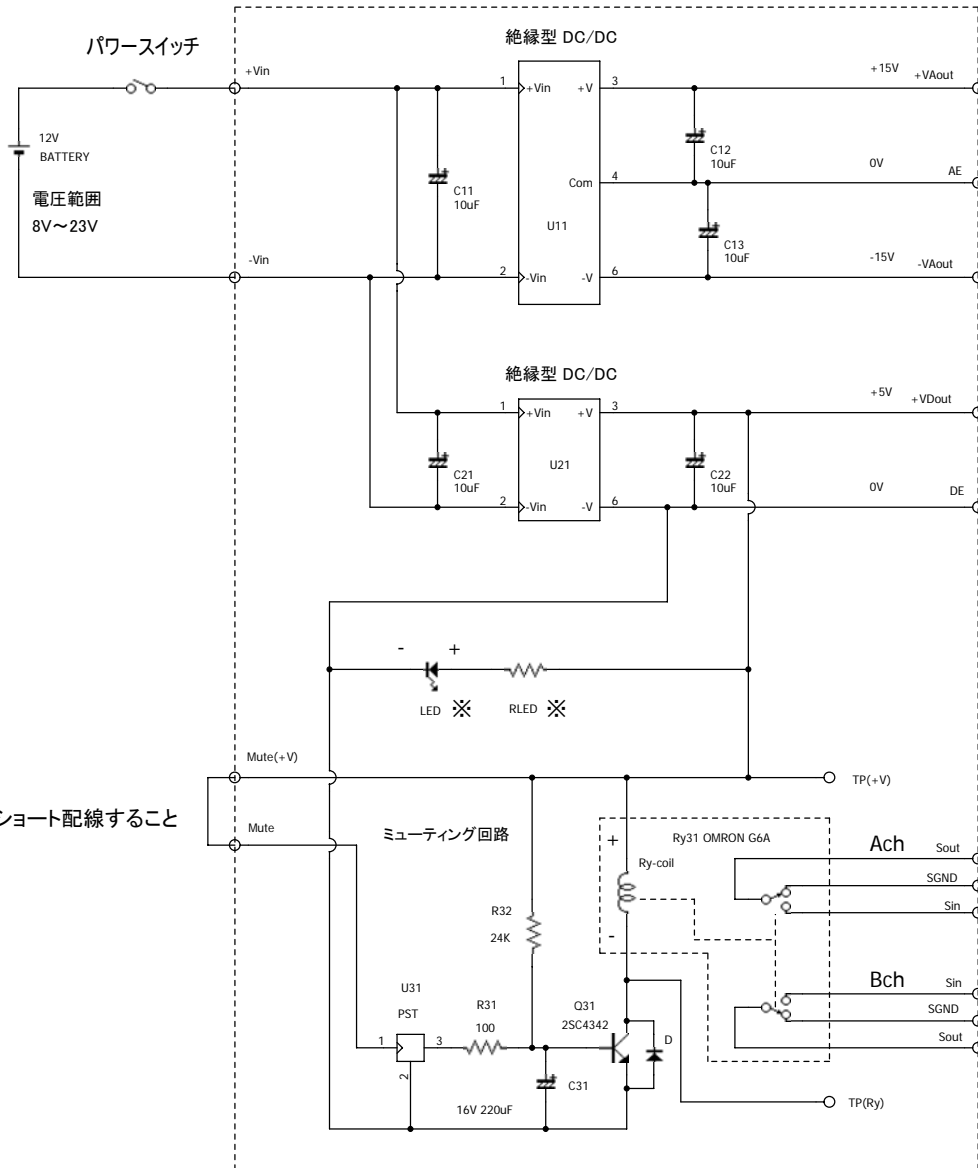 パワースイッチ
絶縁型 DC/DC
+Vin
1
+Vin
+V
3
+15V
+VAout
12V
BATTERY
C11
10uF
C12
10uF
Com
4
0V
AE
電圧範囲
8V～23V
U11
C13
10uF
-Vin
2
-Vin
-V
6
-15V
-VAout
絶縁型 DC/DC
1
+Vin
+V
3
+5V
+VDout
U21
C21
10uF
C22
10uF
2
-Vin
-V
6
0V
DE
-
+
LED ※
RLED ※
Mute(+V)
TP(+V)
ショート配線すること
Mute
ミューティング回路
Ry31 OMRON G6A
Ach
Sout
+
Ry-coil
SGND
Sin
R32
24K
-
Bch
Sin
SGND
Sout
U31
PST
R31
100
Q31
2SC4342
D
1
3
2
C31
16V 220uF
TP(Ry)